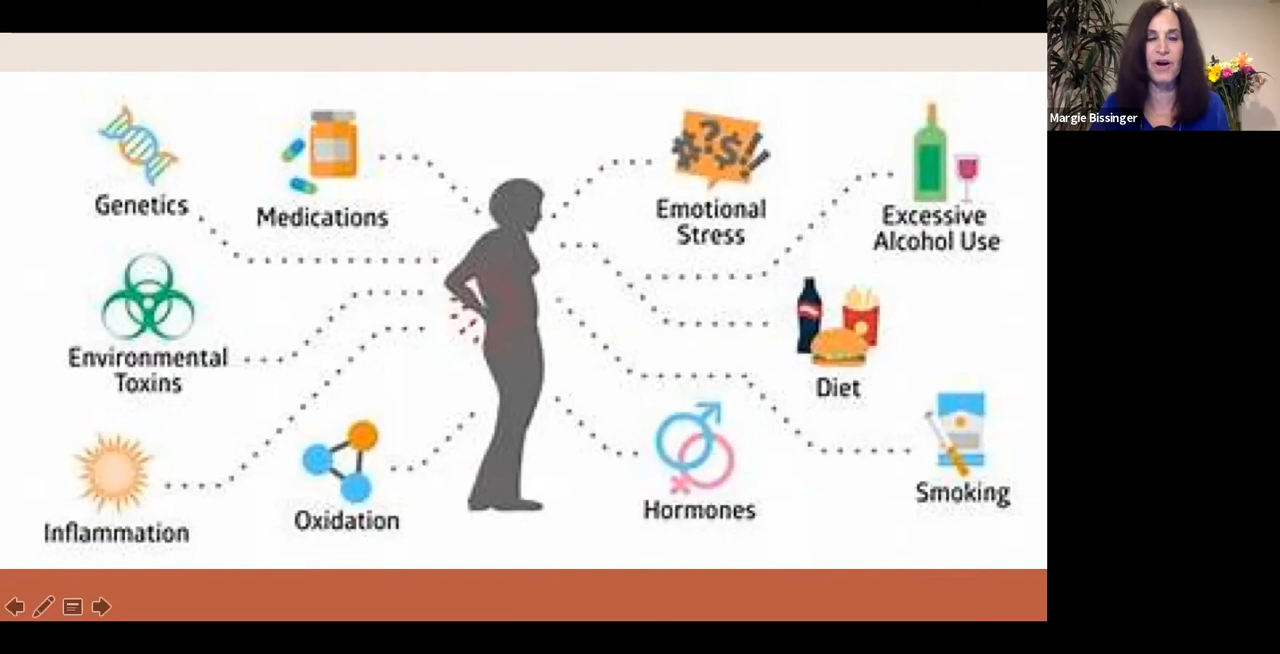 Margie Bissinger
Genetics
Medications
Emotional
Stress
Excessive
Alcohol Use
Environmental
Toxins
Diet
Inflammation
Oxidation
Hormones
Smoking